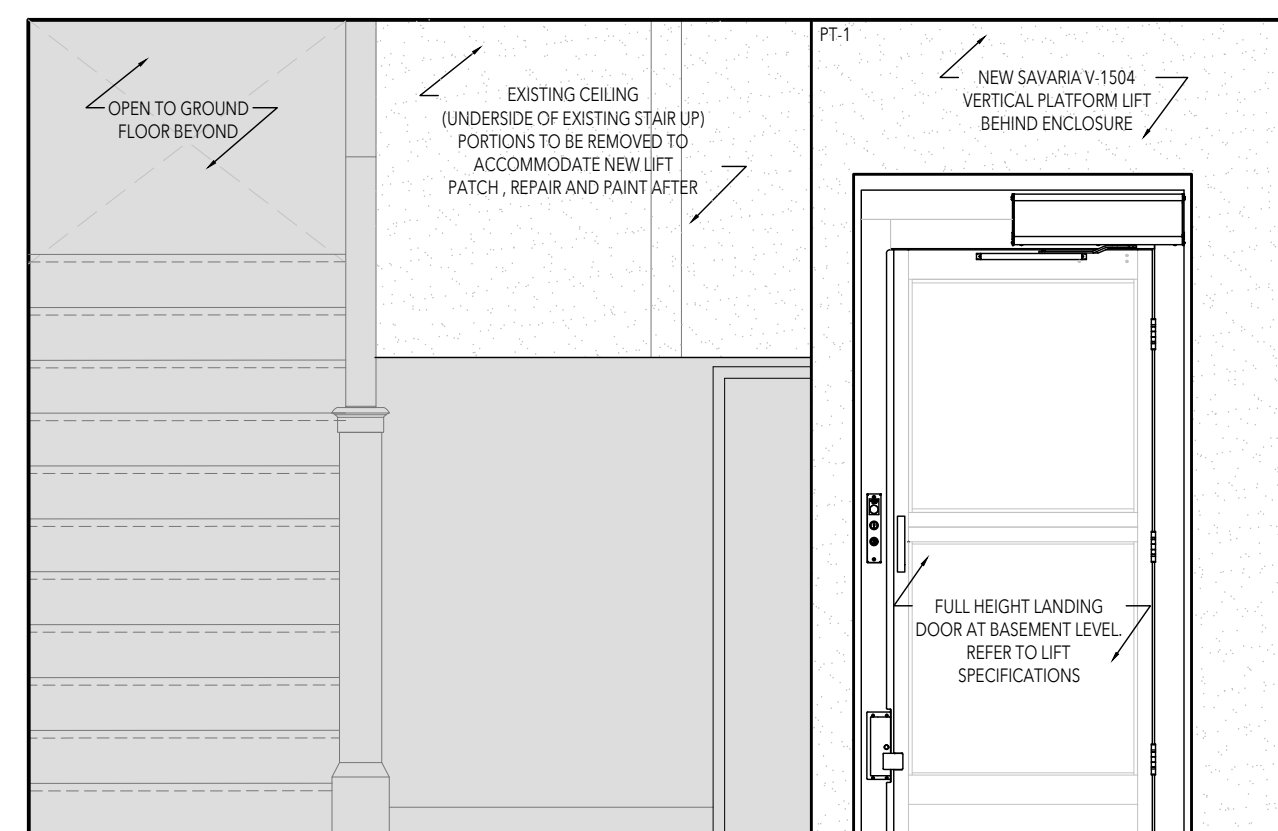 OPEN TO GROUND
FLOOR BEYOND
EXISTING CEILING
(UNDERSIDE OF EXISTING STAIR UP)
PORTIONS TO BE REMOVED TO
ACCOMMODATE NEW LIFT
PATCH , REPAIR AND PAINT AFTER
PT-1
NEW SAVARIA V-1504
VERTICAL PLATFORM LIFT
BEHIND ENCLOSURE
FULL HEIGHT LANDING
DOOR AT BASEMENT LEVEL.
REFER TO LIFT
SPECIFICATIONS